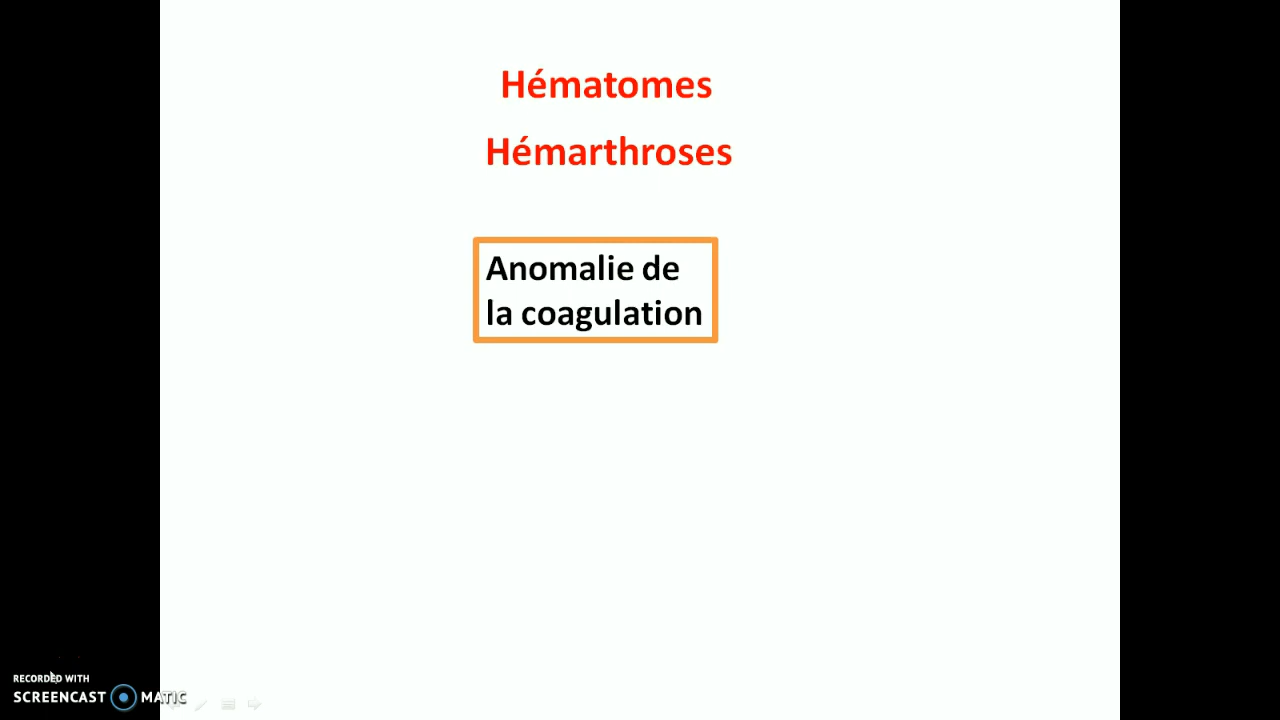 Hématomes
Hémarthroses
Anomalie de
la coagulation
RECORDED WITH
SCREENCAST MATIC